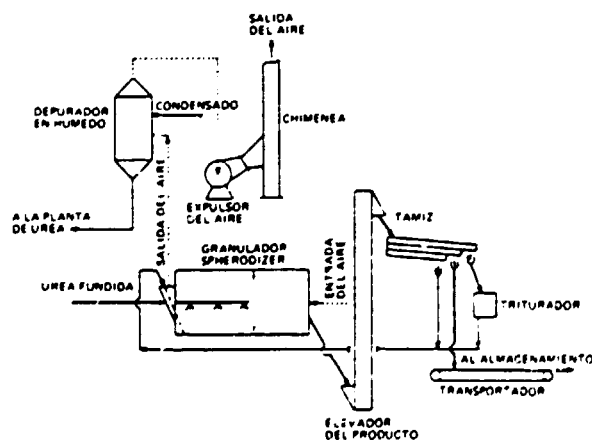 SALIDA
DEL AIRE
DEPURADOR
EN HUMEDO
CONDENSADO
CHIMENEA
A LA PLANTA
DE UREA
SALIDA DEL AIRE
EXPULSOR
DEL AIRE
TAMIZ
GRANULADOR
SPHERODIZER
ENTRADA
DEL AIRE
UREA FUNDIDA
TRITURADOR
AL ALMACENAMIENTO
TRANSPORTADOR
ELEVADOR
DEL PRODUCTO